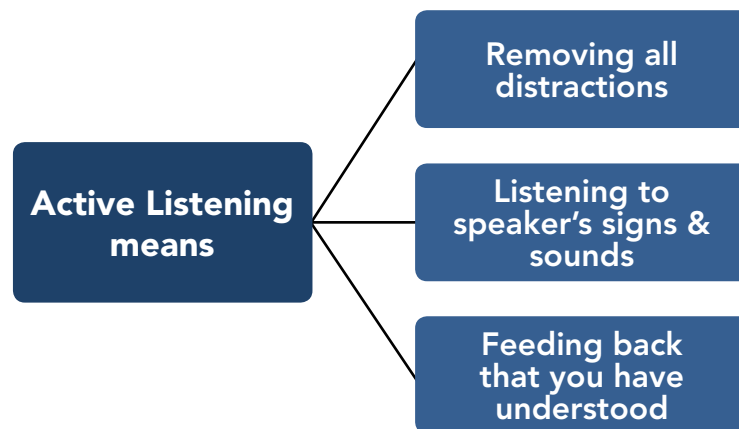 Active Listening
means
Removing all
distractions
Listening to
speaker’s signs &
sounds
Feeding back
that you have
understood